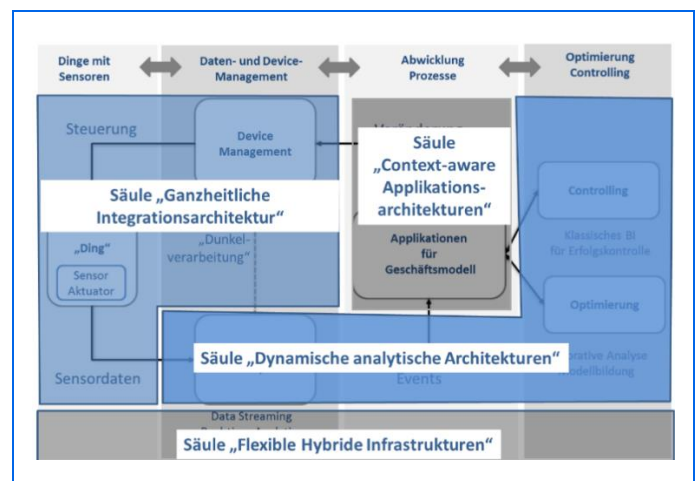 Dinge mit
Sensoren
Daten- und Device-
Management
Abwicklung
Prozesse
Optimierung
Controlling
Steuerung
Device
Management
Säule
„Context-aware
Applikations-
architekturen“
Säule „Ganzheitliche
Integrationsarchitektur“
Controlling
„Ding“
„Dunkel-
verarbeitung“
Applikationen
für
Geschäftsmodell
Klassisches BI
für Erfolgskontrolle
Sensor
Aktuator
Optimierung
Säule „Dynamische analytische Architekturen“
Sensordaten
Events
Analyse
Modellbildung
Data Streaming
Säule „Flexible Hybride Infrastrukturen“